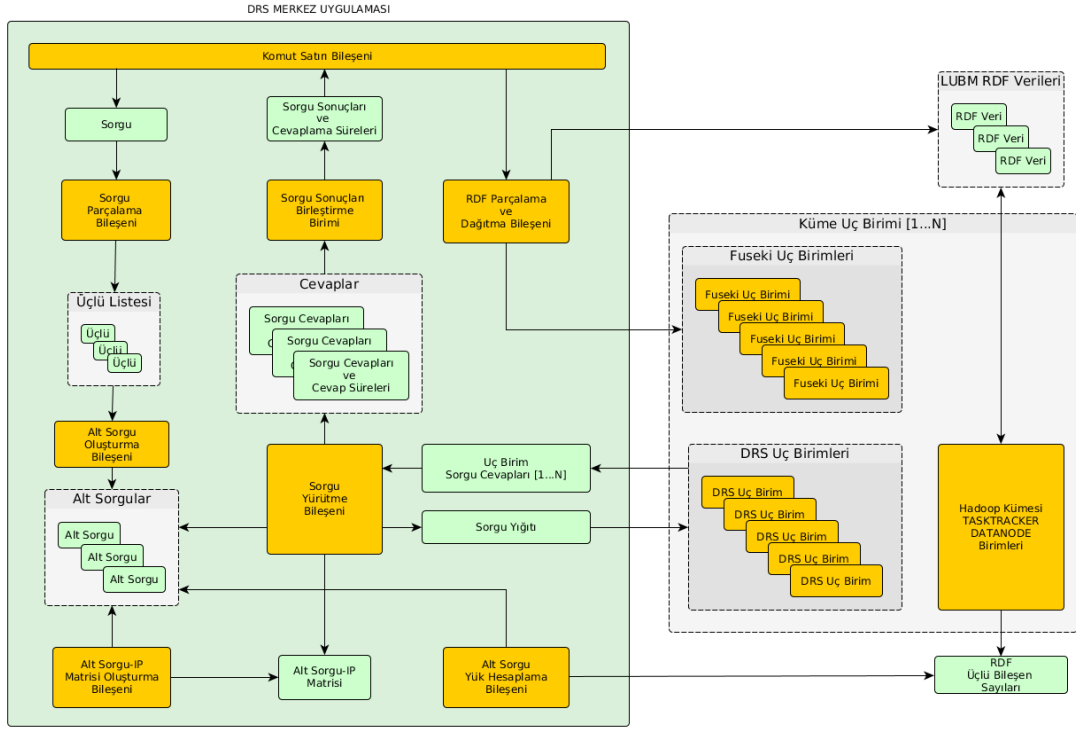 DRS MERKEZ UYGULAMASI
Komut Satırı Bileşeni
Sorgu
Sorgu
Parçalama
Bileşeni
Üçlü Listesi
Üçlü
Üçlü
Üçlü
Alt Sorgu
Oluşturma
Bileşeni
Alt Sorgular
Alt Sorgu
Alt Sorgu
Alt Sorgu
Alt Sorgu-IP
Matrisi Oluşturma
Bileşeni
Sorgu Sonuçları
ve
Cevaplama Süreleri
Sorgu Sonuçları
Birleştirme
Birimi
Cevaplar
Sorgu Cevapları
Sorgu Cevapları
Sorgu Cevapları
ve
Cevap Süreleri
Sorgu
Yürütme
Bileşeni
Alt Sorgu-IP
Matrisi
RDF Parçalama
ve
Dağıtma Bileşeni
Uç Birim
Sorgu Cevapları [1...N]
Sorgu Yığıtı
Alt Sorgu
Yük Hesaplama
Bileşeni
LUBM RDF Verileri
RDF Veri
RDF Veri
RDF Veri
Küme Uç Birimi [1...N]
Fuseki Uç Birimleri
Fuseki Uç Birimi
Fuseki Uç Birimi
Fuseki Uç Birimi
Fuseki Uç Birimi
Fuseki Uç Birimi
DRS Uç Birimleri
DRS Uç Birim
DRS Uç Birim
DRS Uç Birim
DRS Uç Birim
DRS Uç Birim
Hadoop Kümesi
TASKTRACKER
DATANODE
Birimleri
RDF
Üçlü Bileşen
Sayıları